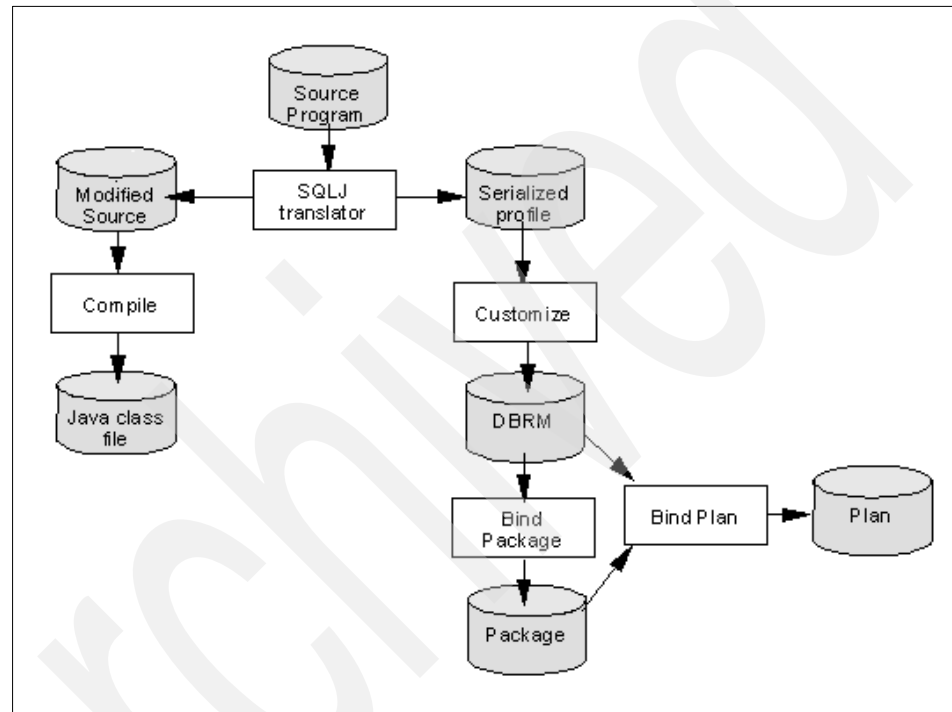 Source
Program
Modified
Source
SQLJ
translator
Serialized
profile
Compile
Customize
Java class
file
DBRM
Bind
Package
Bind Plan
Plan
Package
rchived